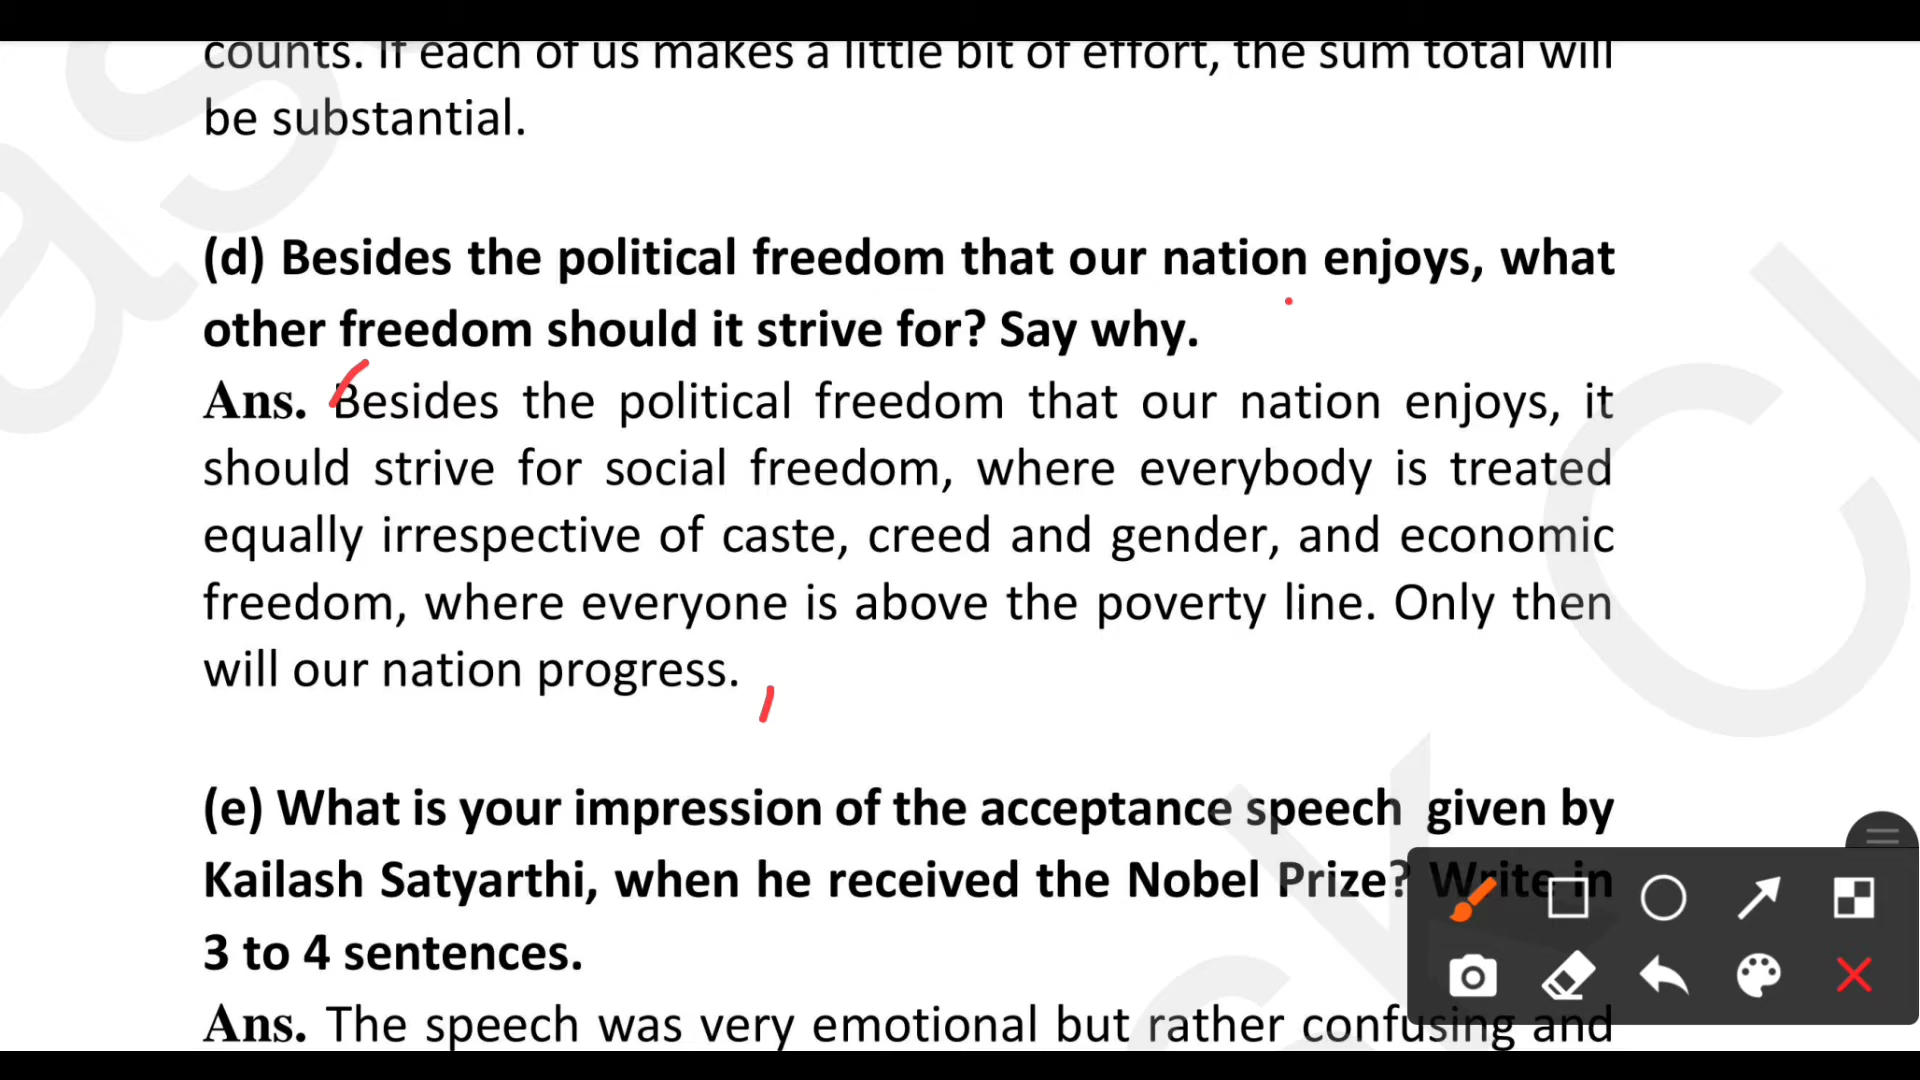 counts. If each of us makes a little bit of effort, the sum total will
be substantial.
(d) Besides the political freedom that our nation enjoys, what
other freedom should it strive for? Say why.
Ans. Besides the political freedom that our nation enjoys, it
should strive for social freedom, where everybody is treated
equally irrespective of caste, creed and gender, and economic
freedom, where everyone is above the poverty line. Only then
will our nation progress.
(e) What is your impression of the acceptance speech given by
Kailash Satyarthi, when he received the Nobel Prize? Write in
3 to 4 sentences.
Ans. The speech was very emotional but rather confusing and